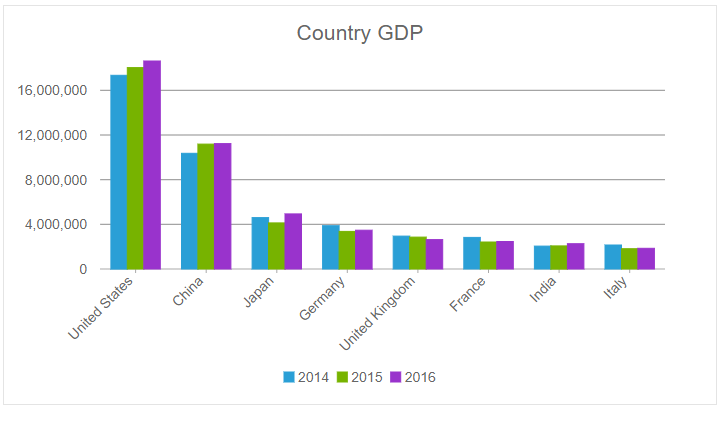 Country GDP
16,000,000
12,000,000
8,000,000
4,000,000
0
United States
China
Japan
Germany
United Kingdom
France
India
Italy
2014 2015 2016